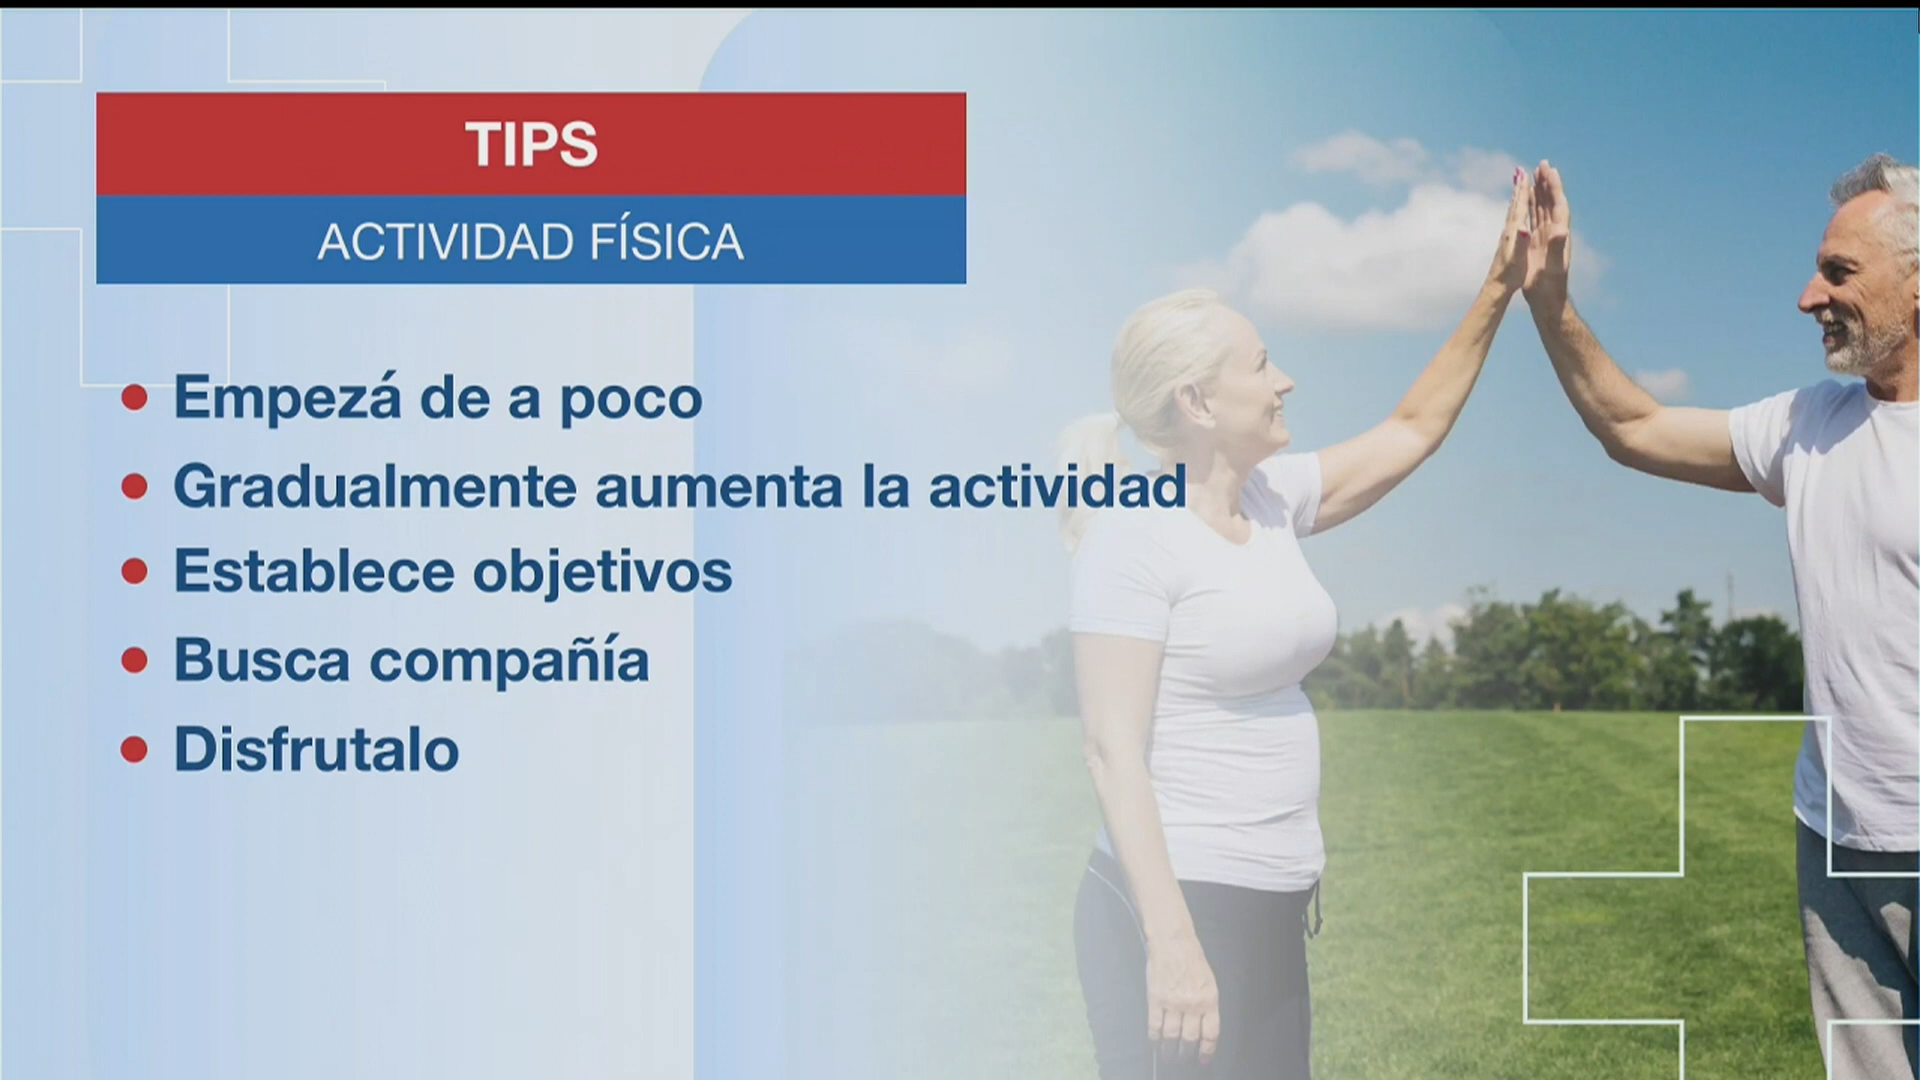 TIPS
ACTIVIDAD FÍSICA
Empezá de a poco
Gradualmente aumenta la actividad
Establece objetivos
Busca compañía
Disfrutalo